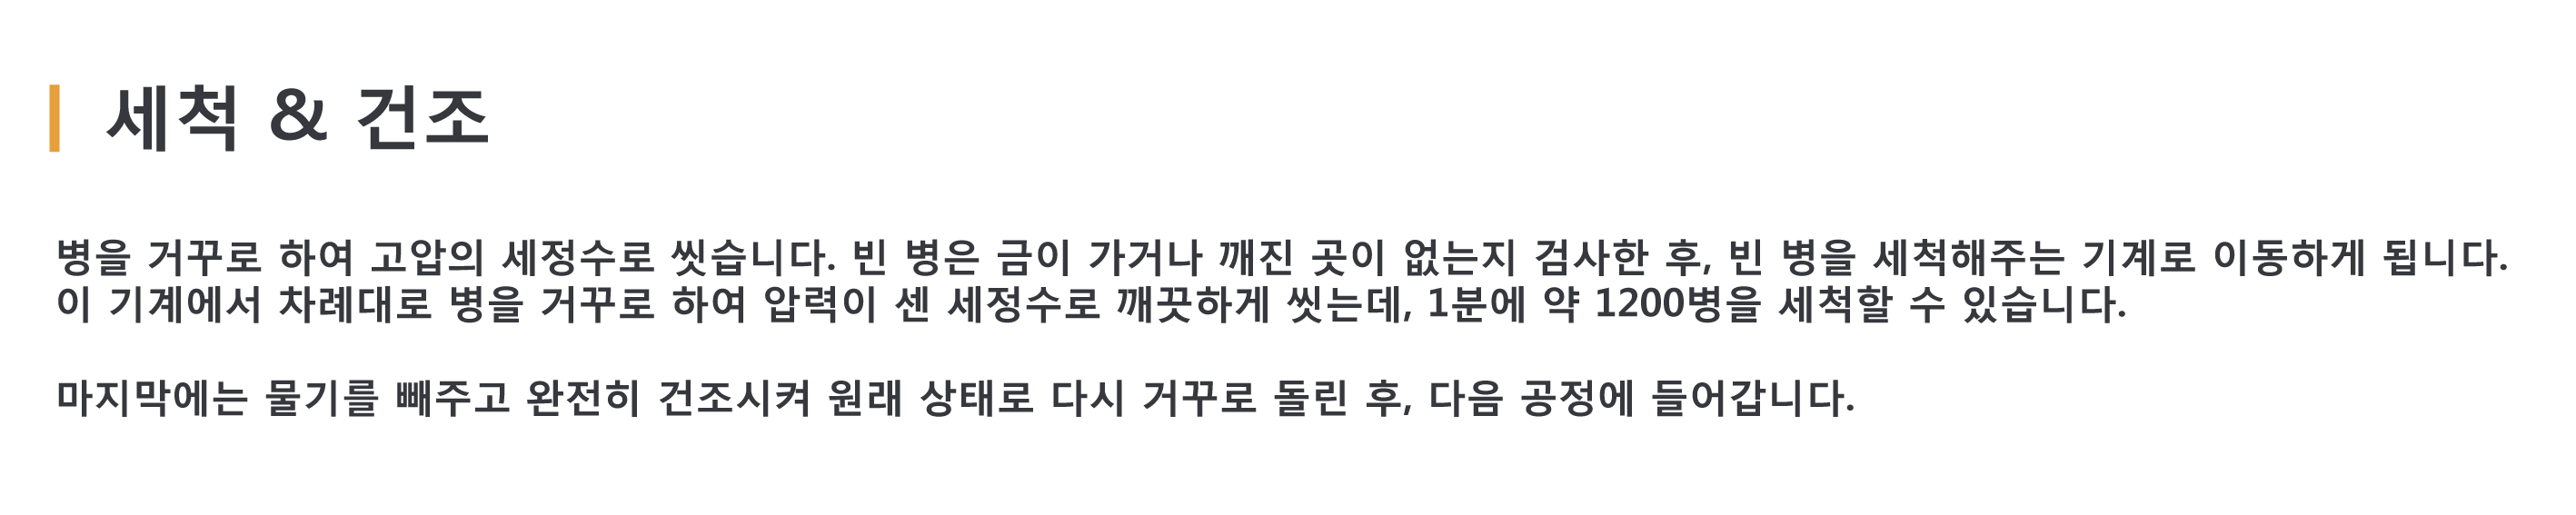 세척 & 건조
병을 거꾸로 하여 고압의 세정수로 씻습니다. 빈 병은 금이 가거나 깨진 곳이 없는지 검사한 후, 빈 병을 세척해주는 기계로 이동하게 됩니다.
이 기계에서 차례대로 병을 거꾸로 하여 압력이 센 세정수로 깨끗하게 씻는데, 1분에 약 1200병을 세척할 수 있습니다.
마지막에는 물기를 빼주고 완전히 건조시켜 원래 상태로 다시 거꾸로 돌린 후, 다음 공정에 들어갑니다.